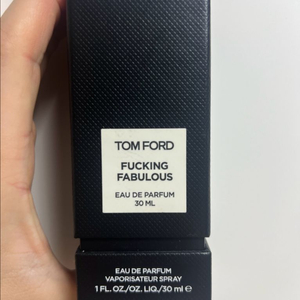 TOM FORD
FUCKING
FABULOUS
EAU DE PARFUM
30 ML
EAU DE PARFUM
VAPORISATEUR SPRAY
1 FL. OZ./OZ. LIQ./30 ml ℮